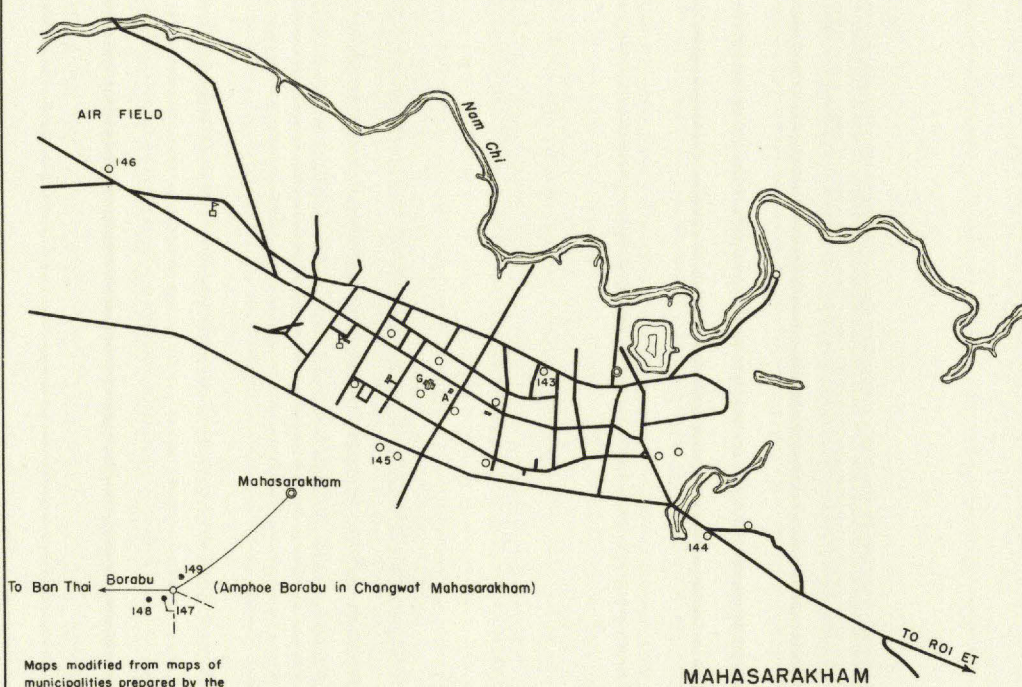 AIR FIELD
146
Nam Chi
143
G
A
145
Mahasarakham
144
149
To Ban Thai
Borabu
(Amphoe Borabu in Changwat Mahasarakham)
148
147
TO ROI ET
Maps modified from maps of
municipalities prepared by the
MAHASARAKHAM